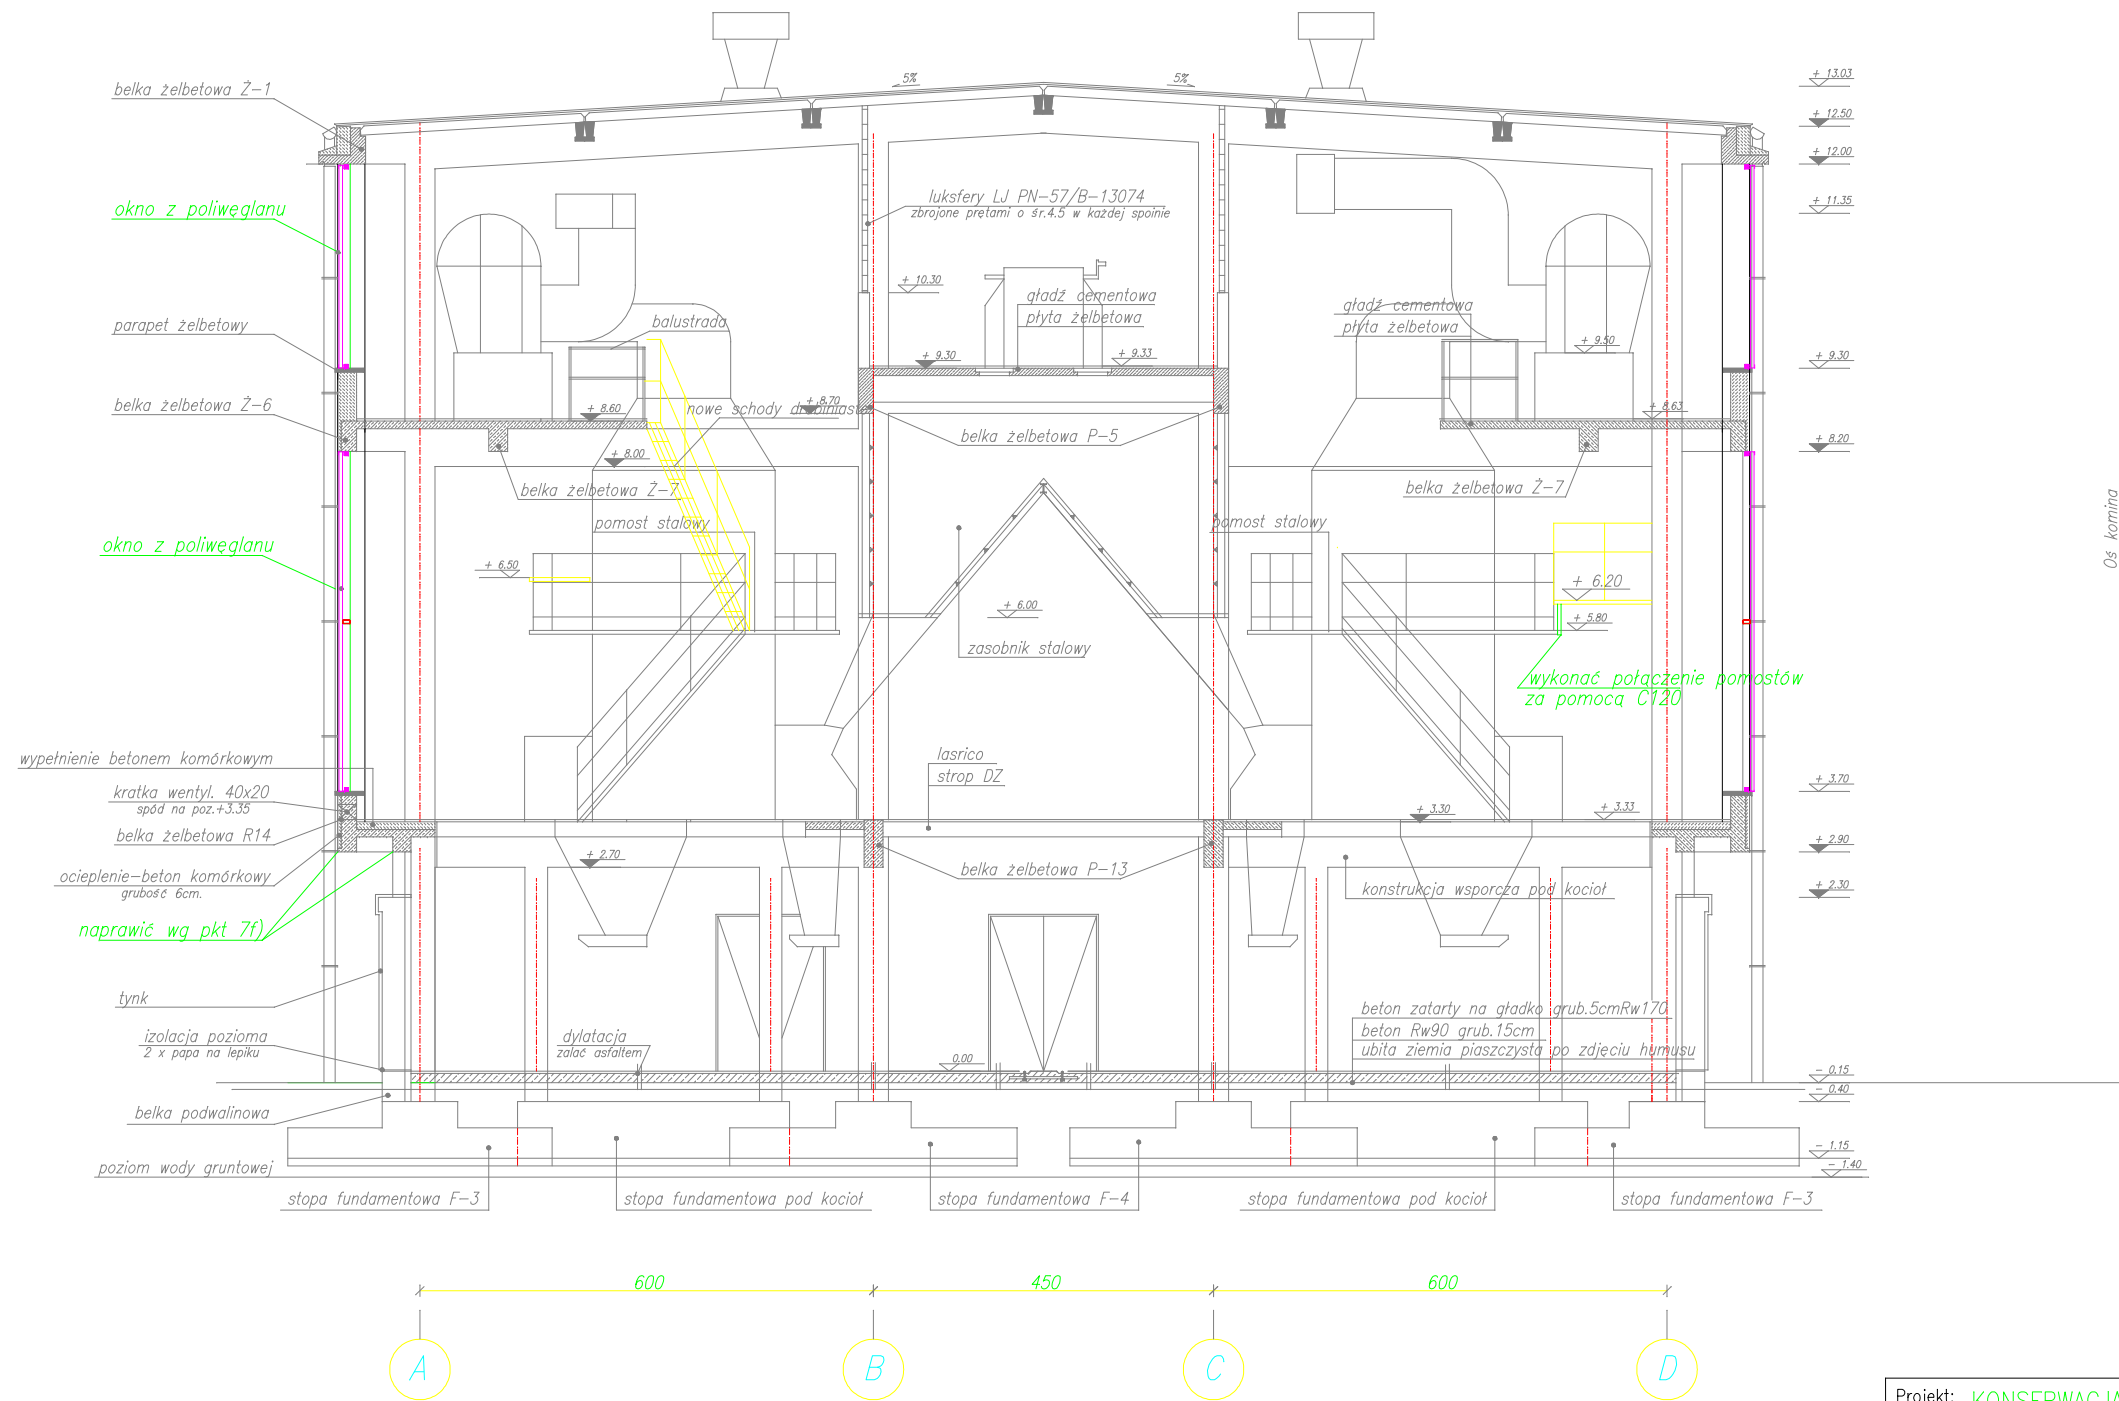 + 13.03
5%
5%
belka żelbetowa Ż-1
+ 12.50
+ 12.00
luksfery LJ PN-57/B-13074
zbrojone prętami o śr.4.5 w każdej spoinie
okno z poliwęglanu
+ 11.35
+ 10.30
gładź cementowa
płyta żelbetowa
gładź cementowa
płyta żelbetowa
parapet żelbetowy
balustrada
+ 9.50
+ 9.30
+ 9.33
+ 9.30
belka żelbetowa Ż-6
+ 8.60
nowe schody drabiniaste
+ 8.70
+ 8.63
belka żelbetowa P-5
+ 8.20
+ 8.00
belka żelbetowa Ż-7
belka żelbetowa Ż-7
Oś komina
pomost stalowy
pomost stalowy
okno z poliwęglanu
+ 6.50
+ 6.20
+ 6.00
+ 5.80
zasobnik stalowy
wykonać połączenie pomostów
za pomocą C120
wypełnienie betonem komórkowym
lasrico
strop DZ
+ 3.70
kratka wentyl. 40x20
spód na poz.+3.35
+ 3.30
+ 3.33
belka żelbetowa R14
+ 2.90
+ 2.70
ocieplenie-beton komórkowy
grubość 6cm.
belka żelbetowa P-13
konstrukcja wsporcza pod kocioł
+ 2.30
naprawić wg pkt 7f)
tynk
beton zatarty na gładko grub.5cmRw170
beton Rw90 grub.15cm
ubita ziemia piaszczysta po zdjęciu humusu
izolacja pozioma
2 x papa na lepiku
dylatacja
zalać asfaltem
0.00
- 0.15
- 0.40
belka podwalinowa
- 1.15
poziom wody gruntowej
- 1.40
stopa fundamentowa F-3
stopa fundamentowa pod kocioł
stopa fundamentowa F-4
stopa fundamentowa pod kocioł
stopa fundamentowa F-3
600
450
600
A
B
C
D
Projekt: KONSERWACJA